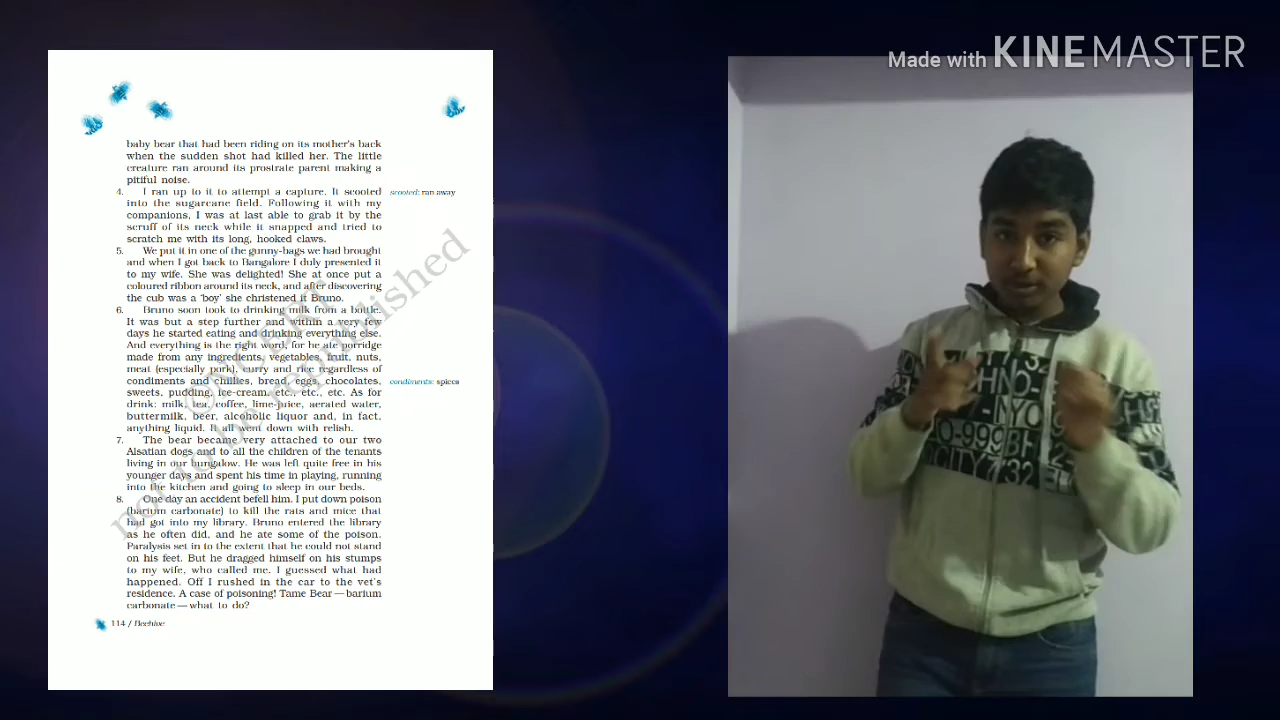 Made with KINEMASTER
baby bear that had been riding on its mother's back
when the sudden shot had killed her. The little
creature ran around its prostrate parent making a
pitiful noise.
4. I ran up to it to attempt a capture. It scooted
scooted: ran away
into the sugarcane field. Following it with my
companions, I was at last able to grab it by the
scruff of its neck while it snapped and tried to
scratch me with its long, hooked claws.
5. We put it in one of the gunny-bags we had brought
and when I got back to Bangalore I duly presented it
to my wife. She was delighted! She at once put a
coloured ribbon around its neck, and after discovering
the cub was a 'boy' she christened it Bruno.
6. Bruno soon took to drinking milk from a bottle.
It was but a step further and within a very few
days he started eating and drinking everything else.
And everything is the right word, for he ate porridge
made from any ingredients, vegetables, fruit, nuts,
meat (especially pork), curry and rice regardless of
condiments and chillies, bread, eggs, chocolates,
condiments: spices
sweets, pudding, ice-cream, etc., etc., etc. As for
drink: milk, tea, coffee, lime-juice, aerated water,
buttermilk, beer, alcoholic liquor and, in fact,
anything liquid. It all went down with relish.
7. The bear became very attached to our two
Alsatian dogs and to all the children of the tenants
living in our bungalow. He was left quite free in his
younger days and spent his time in playing, running
into the kitchen and going to sleep in our beds.
8. One day an accident befell him. I put down poison
(barium carbonate) to kill the rats and mice that
had got into my library. Bruno entered the library
as he often did, and he ate some of the poison.
Paralysis set in to the extent that he could not stand
on his feet. But he dragged himself on his stumps
to my wife, who called me. I guessed what had
happened. Off I rushed in the car to the vet's
residence. A case of poisoning! Tame Bear — barium
carbonate — what to do?
114 / Beehive
not to be republished